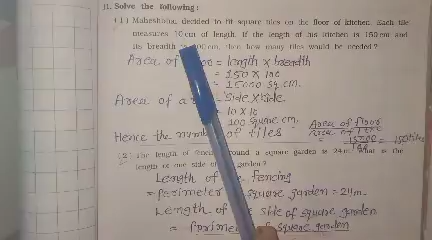 II. Solve the following:
(1) Maheshbhai decided to fit square tiles on the floor of kitchen. Each tile
measures 10 cm of length. If the length of his kitchen is 150 cm and
its breadth is 100 cm, then how many tiles would be needed?
Area of = length × breadth
= 150 × 100
= 15000 sq. cm.
Area of a = side × side
= 10 × 10
100 square cm.
Hence the number of tiles = Area of floor / Area of 1 tile
= 15000 / 100 = 150 tiles
(2) The length of around a square garden is 24 m. What is the
length of one side of garden?
Length of fencing
= perimeter square garden = 24m.
Length of side of square garden
= perime square garden